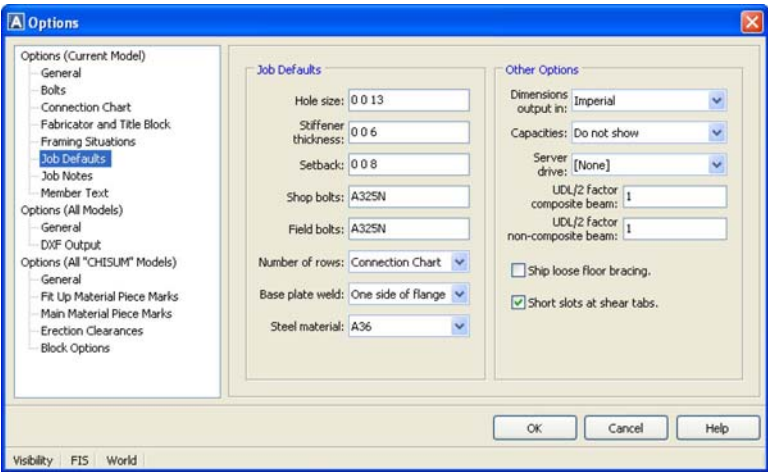 A Options
Options (Current Model)
General
Bolts
Connection Chart
Fabricator and Title Block
Framing Situations
Job Defaults
Job Notes
Member Text
Options (All Models)
General
DXF Output
Options (All "CHISUM" Models)
General
Fit Up Material Piece Marks
Main Material Piece Marks
Erection Clearances
Block Options
Job Defaults
Hole size: 0 0 13
Stiffener
thickness: 0 0 6
Setback: 0 0 8
Shop bolts: A325N
Field bolts: A325N
Number of rows: Connection Chart
Base plate weld: One side of flange
Steel material: A36
Other Options
Dimensions
output in: Imperial
Capacities: Do not show
Server
drive: [None]
UDL/2 factor
composite beam: 1
UDL/2 factor
non-composite beam: 1
Ship loose floor bracing.
Short slots at shear tabs.
OK Cancel Help
Visibility FIS World